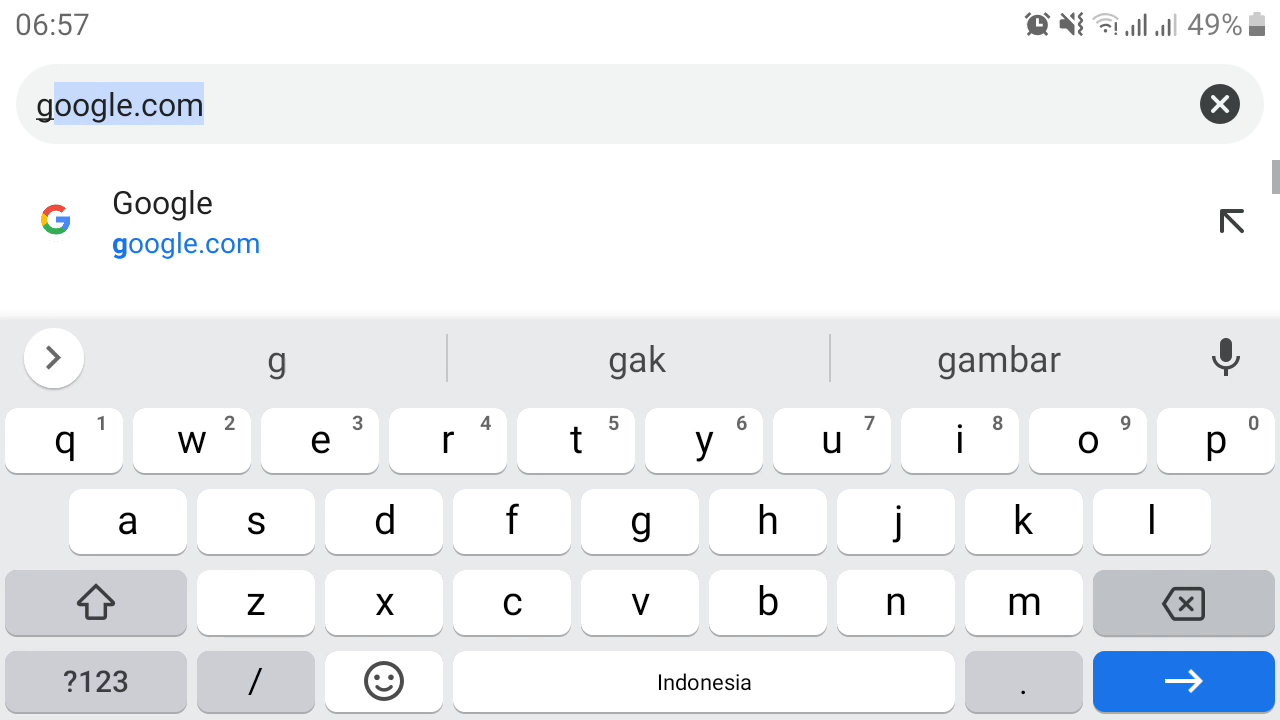 06:57 49%
google.com
Google
google.com
g gak gambar
q 1 w 2 e 3 r 4 t 5 y 6 u 7 i 8 o 9 p 0
a s d f g h j k l
z x c v b n m
?123 / Indonesia .